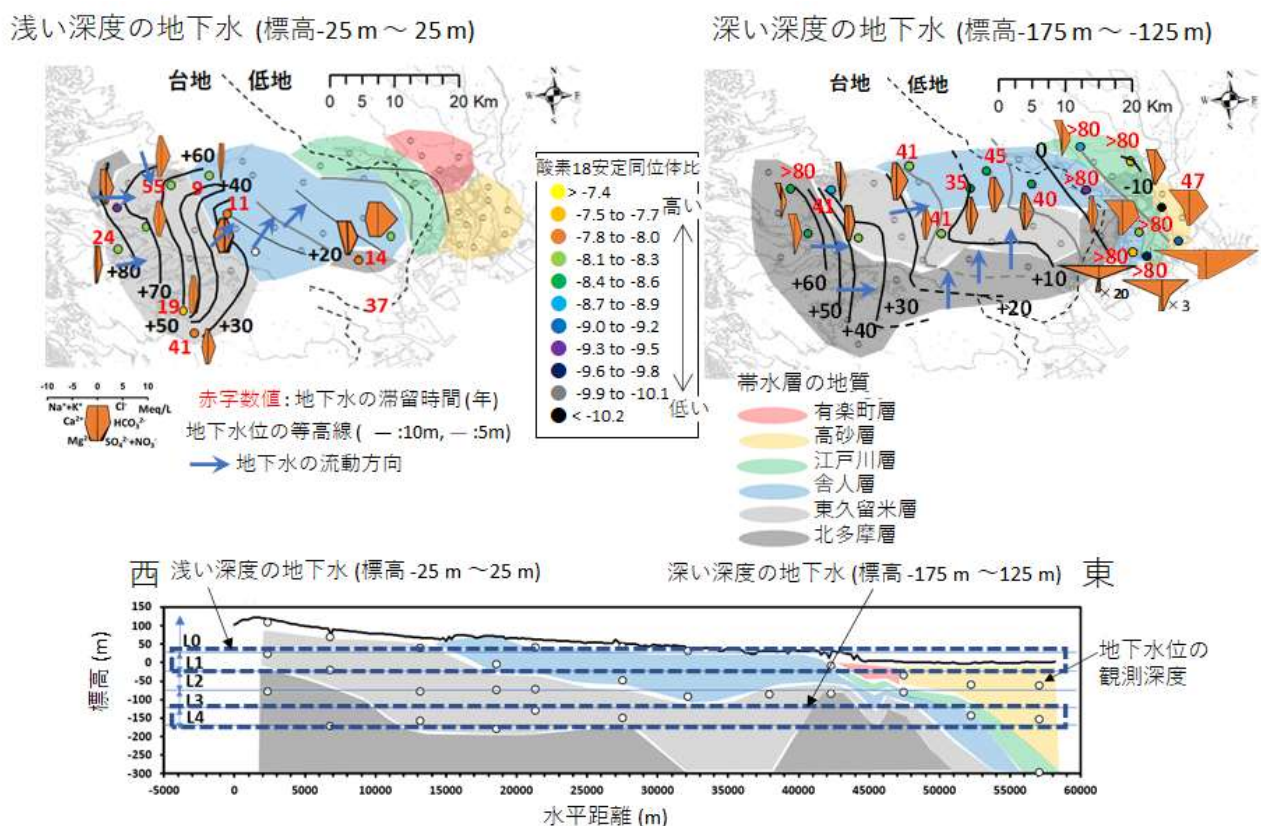 浅い深度の地下水 (標高-25 m ～ 25 m)
台地 低地
0 10 20 Km
N
W E
S
+60
55
9
+40
11
24
+80
+20
14
+70
19
+50
+30
37
41
-10 -5 0 5 10
Meq/L
Na⁺+K⁺ Cl⁻
Ca²⁺ HCO₃²⁻
Mg² SO₄²⁻+NO₃⁻
赤字数値: 地下水の滞留時間 (年)
地下水位の等高線 ( ― :10m, ― :5m)
地下水の流動方向
酸素18安定同位体比
> -7.4
-7.5 to -7.7
-7.8 to -8.0
-8.1 to -8.3
-8.4 to -8.6
-8.7 to -8.9
-9.0 to -9.2
-9.3 to -9.5
-9.6 to -9.8
-9.9 to -10.1
< -10.2
高い
低い
深い深度の地下水 (標高-175 m ～ -125 m)
台地 低地
0 10 20 Km
N
W E
S
0
>80
>80
41
45
>80
35
>80
-10
47
41
40
41
>80
+60
+10
>80
>80
+50
+30
+20
× 20
× 3
+40
帯水層の地質
有楽町層
高砂層
江戸川層
舎人層
東久留米層
北多摩層
西 浅い深度の地下水 (標高 -25 m ～25 m)
深い深度の地下水 (標高 -175 m ～125 m) 東
地下水位の
観測深度
標高 (m)
150
100
50
0
-50
-100
-150
-200
-250
-300
L0
L1
L2
L3
L4
-5000 0 5000 10000 15000 20000 25000 30000 35000 40000 45000 50000 55000 60000
水平距離 (m)